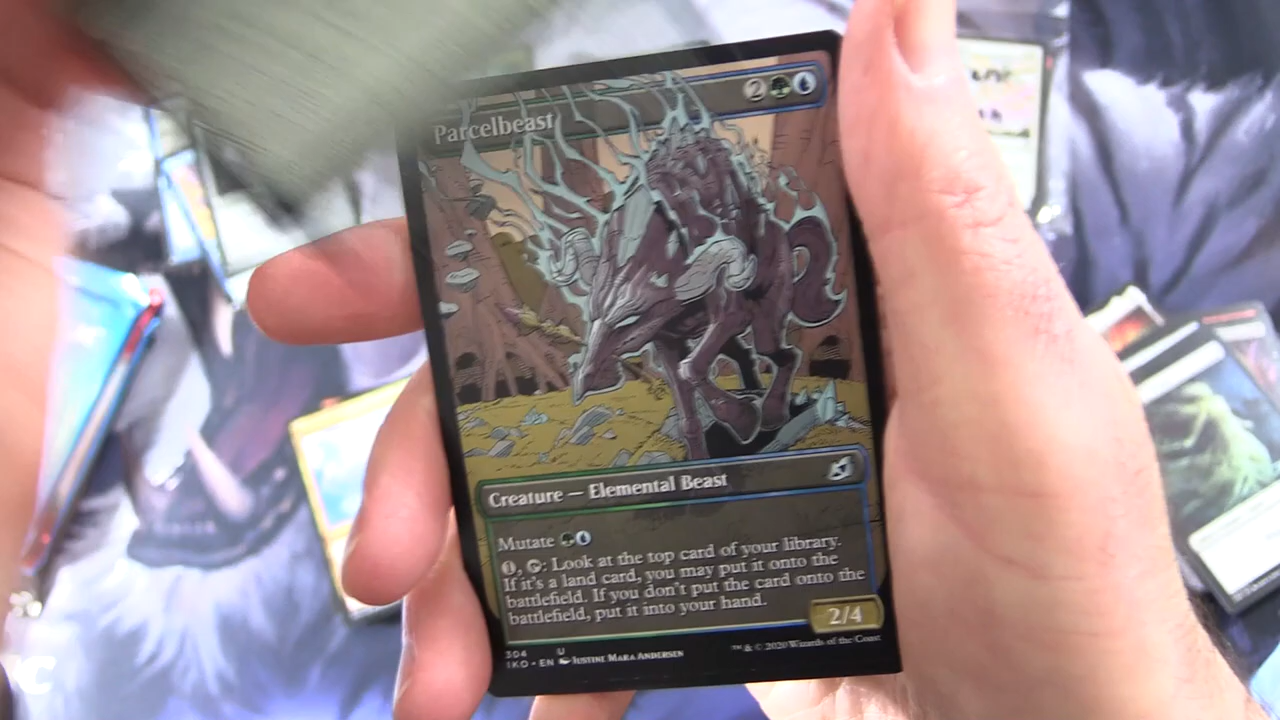 Parcelbeast 2
Creature — Elemental Beast
Mutate
1, : Look at the top card of your library.
If it's a land card, you may put it onto the
battlefield. If you don't put the card onto the
battlefield, put it into your hand.
2/4
304 U
IKO • EN Justine Mara Andersen
™ & © 2020 Wizards of the Coast